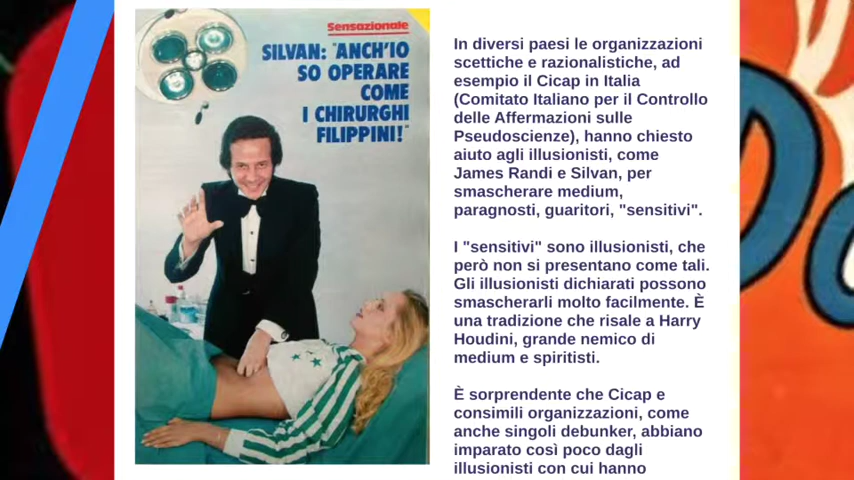 Sensazionale
SILVAN: "ANCH'IO
SO OPERARE
COME
I CHIRURGHI
FILIPPINI!"
In diversi paesi le organizzazioni
scettiche e razionalistiche, ad
esempio il Cicap in Italia
(Comitato Italiano per il Controllo
delle Affermazioni sulle
Pseudoscienze), hanno chiesto
aiuto agli illusionisti, come
James Randi e Silvan, per
smascherare medium,
paragnosti, guaritori, "sensitivi".
I "sensitivi" sono illusionisti, che
però non si presentano come tali.
Gli illusionisti dichiarati possono
smascherarli molto facilmente. È
una tradizione che risale a Harry
Houdini, grande nemico di
medium e spiritisti.
È sorprendente che Cicap e
consimili organizzazioni, come
anche singoli debunker, abbiano
imparato così poco dagli
illusionisti con cui hanno